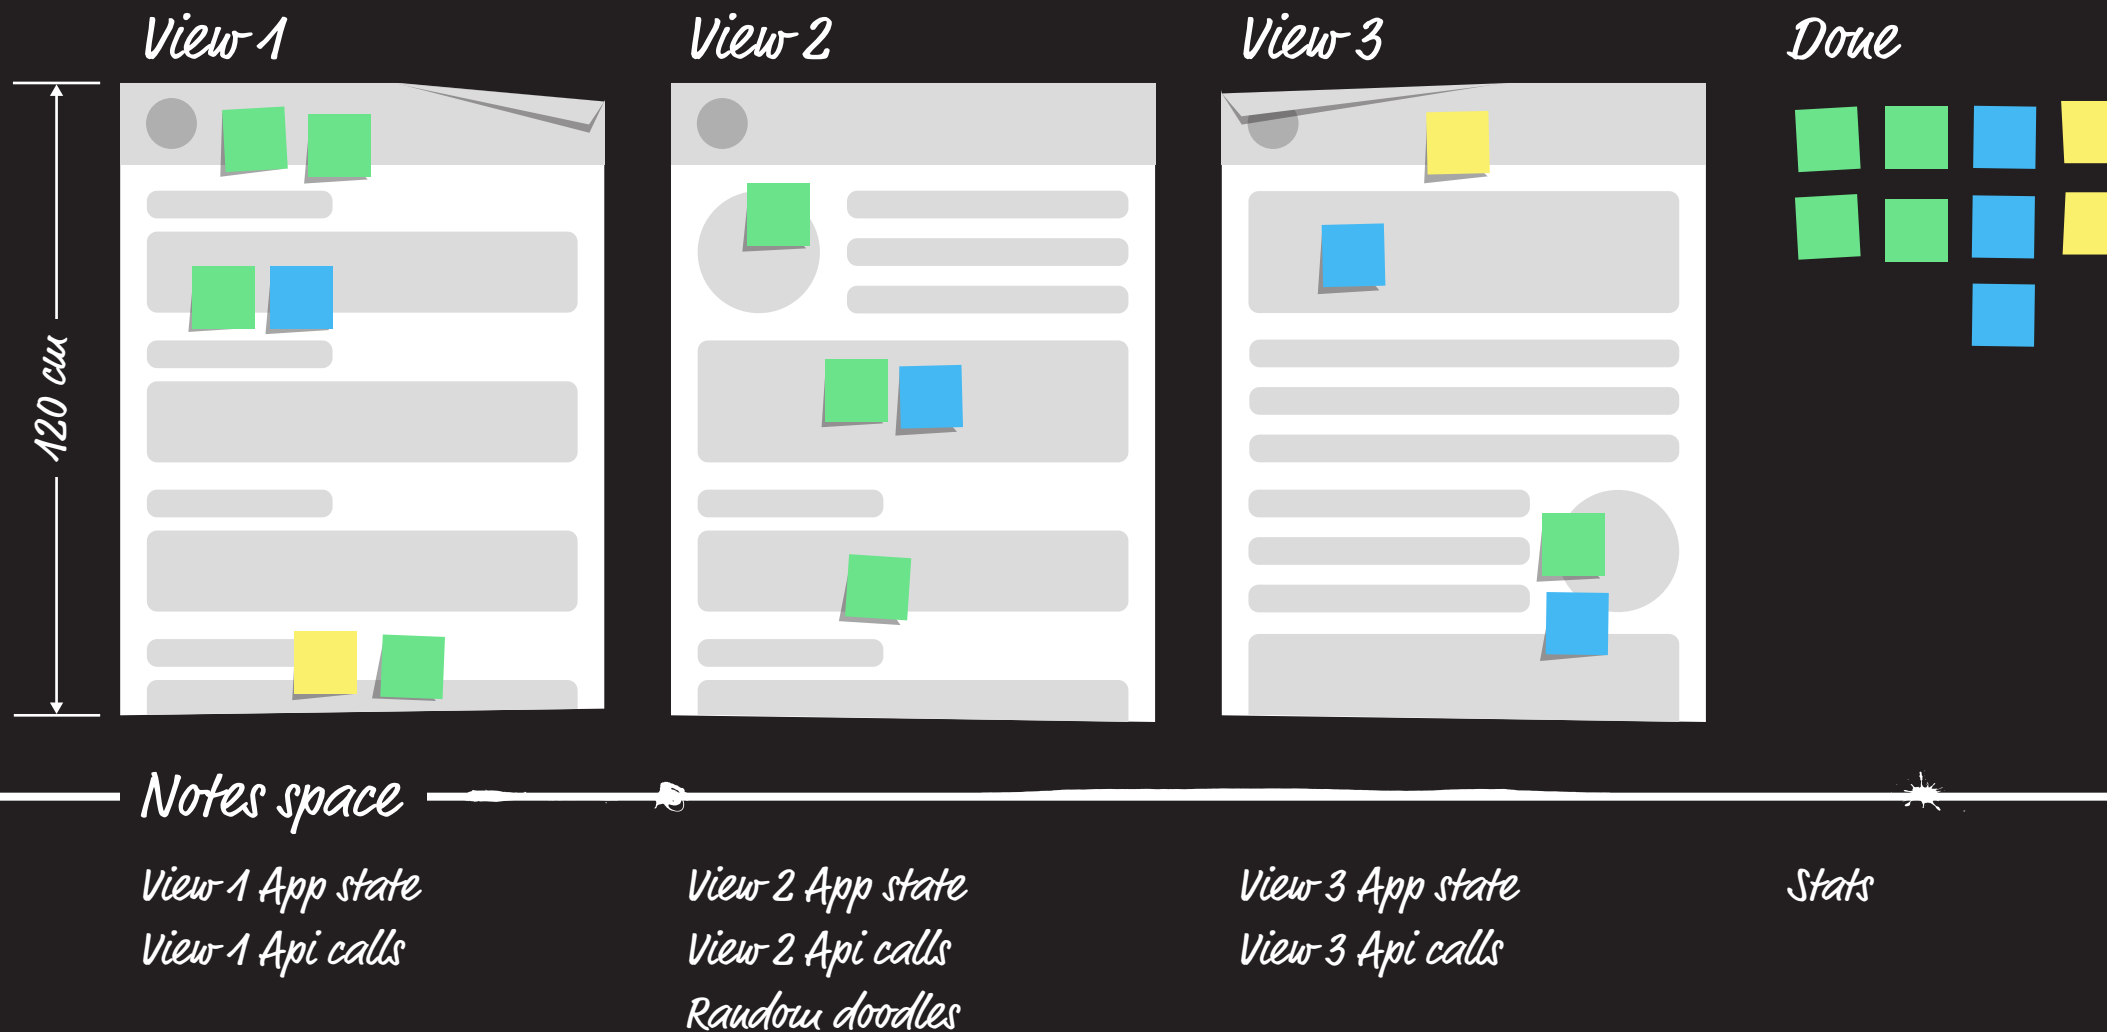 View 1
View 2
View 3
Done
120 cm
Notes space
View 1 App state
View 1 Api calls
View 2 App state
View 2 Api calls
Random doodles
View 3 App state
View 3 Api calls
Stats